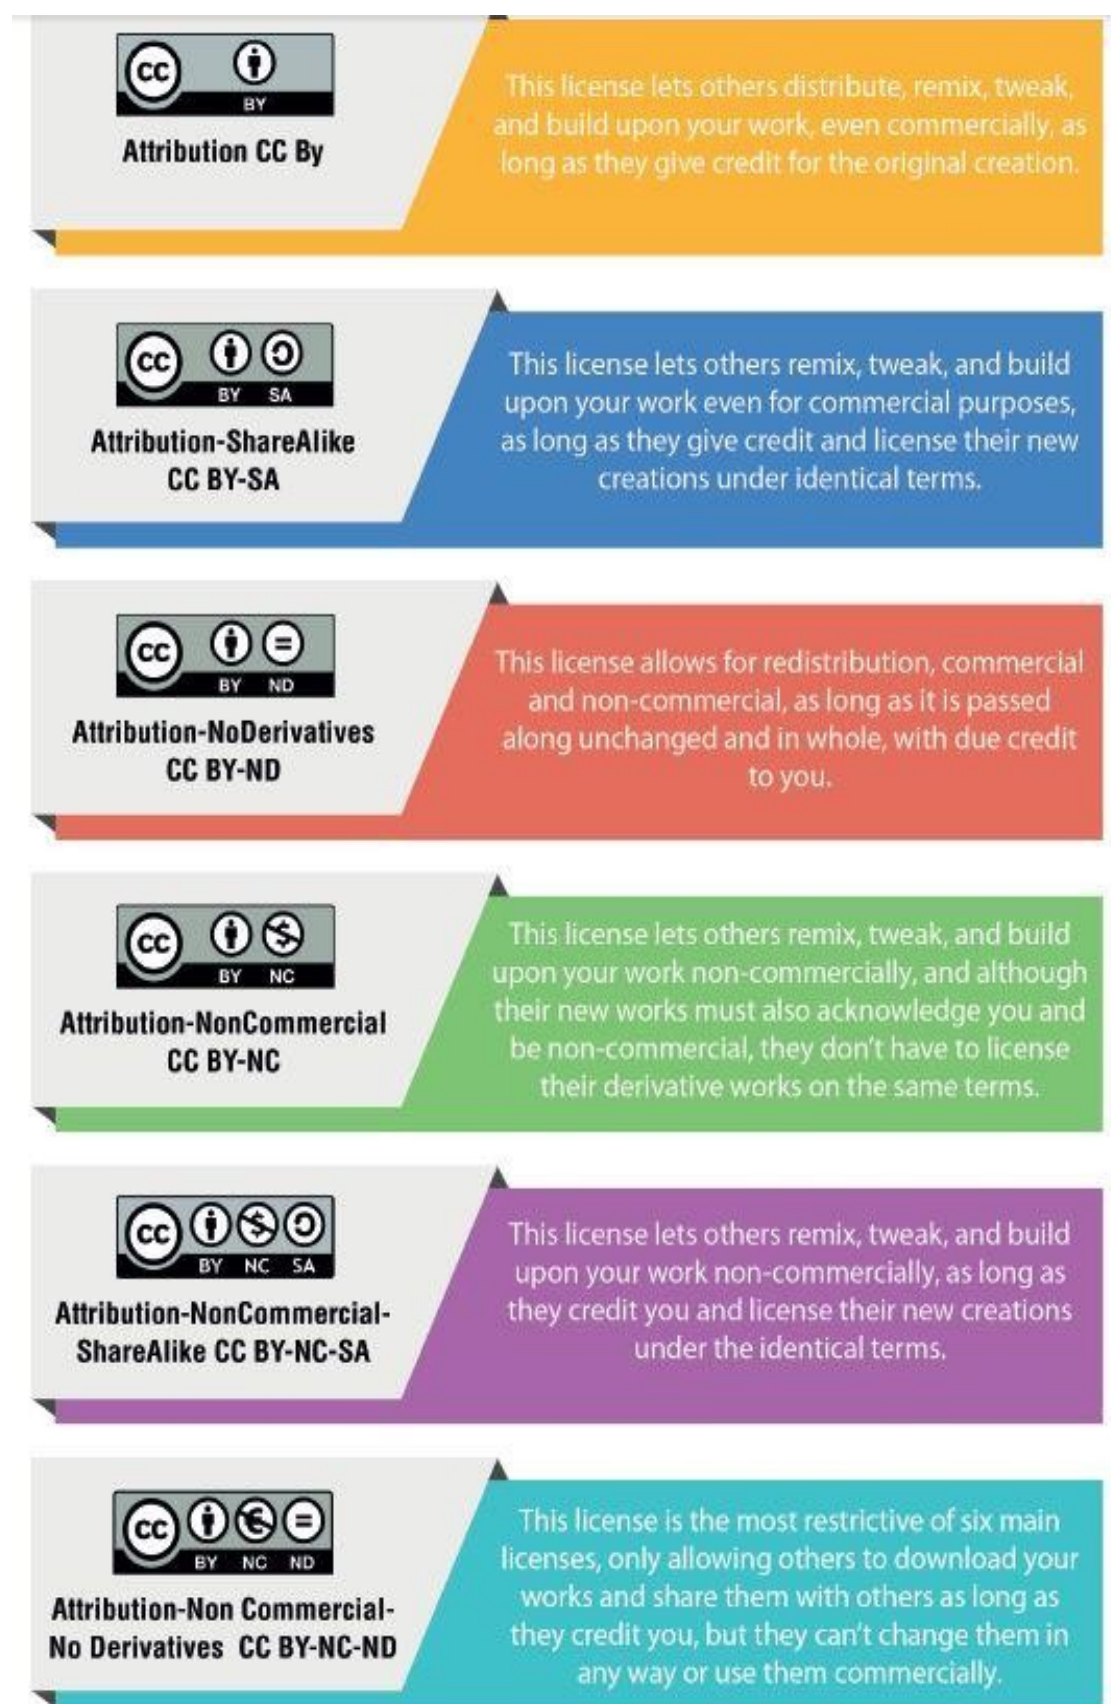 cc
BY
Attribution CC By
This license lets others distribute, remix, tweak,
and build upon your work, even commercially, as
long as they give credit for the original creation.
cc
BY SA
Attribution-ShareAlike
CC BY-SA
This license lets others remix, tweak, and build
upon your work even for commercial purposes,
as long as they give credit and license their new
creations under identical terms.
cc
BY ND
Attribution-NoDerivatives
CC BY-ND
This license allows for redistribution, commercial
and non-commercial, as long as it is passed
along unchanged and in whole, with due credit
to you.
cc
BY NC
Attribution-NonCommercial
CC BY-NC
This license lets others remix, tweak, and build
upon your work non-commercially, and although
their new works must also acknowledge you and
be non-commercial, they don't have to license
their derivative works on the same terms.
cc
BY NC SA
Attribution-NonCommercial-
ShareAlike CC BY-NC-SA
This license lets others remix, tweak, and build
upon your work non-commercially, as long as
they credit you and license their new creations
under the identical terms.
cc
BY NC ND
Attribution-Non Commercial-
No Derivatives CC BY-NC-ND
This license is the most restrictive of six main
licenses, only allowing others to download your
works and share them with others as long as
they credit you, but they can't change them in
any way or use them commercially.